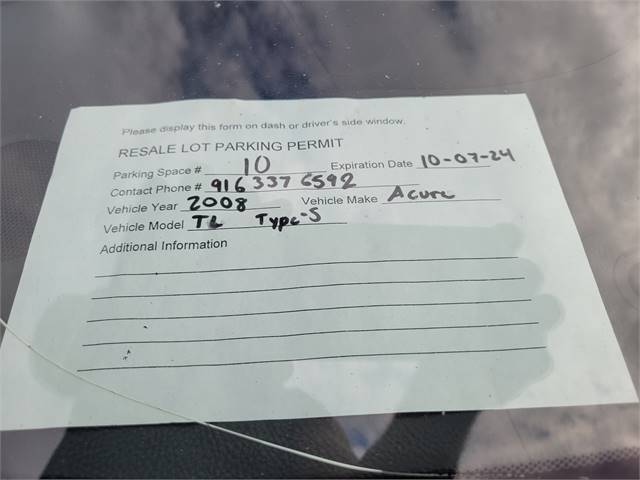 Please display this form on dash or driver's side window.
RESALE LOT PARKING PERMIT
Parking Space # 10 Expiration Date 10-07-24
Contact Phone # 916 337 6592
Vehicle Year 2008 Vehicle Make Acura
Vehicle Model TL Type-S
Additional Information